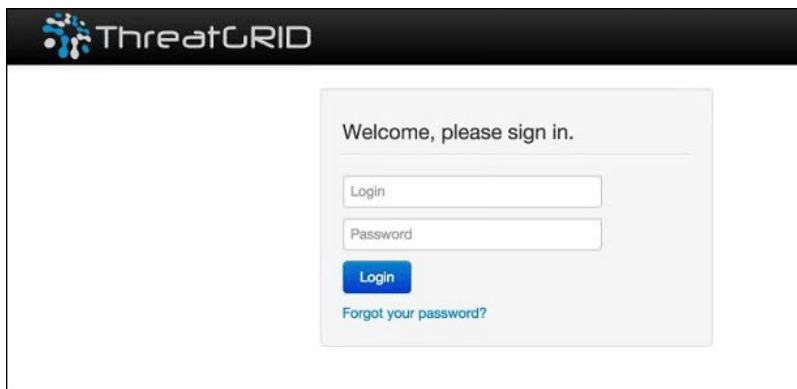 ThreatGRID
Welcome, please sign in.
Login
Password
Login
Forgot your password?